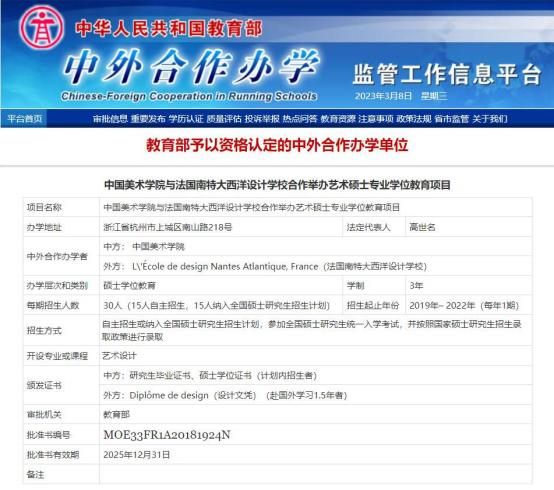 中华人民共和国教育部
中外合作办学
监管工作信息平台
Chinese-Foreign Cooperation in Running Schools
2023年3月8日 星期三
平台首页 审批信息 重要发布 学历认证 质量评估 投诉举报 热点问答 教育资源 注意事项 政策法规 省市监管 关于我们
教育部予以资格认定的中外合作办学单位
中国美术学院与法国南特大西洋设计学校合作举办艺术硕士专业学位教育项目
项目名称 中国美术学院与法国南特大西洋设计学校合作举办艺术硕士专业学位教育项目
办学地址 浙江省杭州市上城区南山路218号 法定代表人 高世名
中外合作办学者 中方： 中国美术学院
外方： L\'École de design Nantes Atlantique, France（法国南特大西洋设计学校）
办学层次和类别 硕士学位教育 学制 3年
每期招生人数 30人（15人自主招生，15人纳入全国硕士研究生招生计划） 招生起止年份 2019年– 2022年（每年1期）
招生方式 自主招生或纳入全国硕士研究生招生计划，参加全国硕士研究生统一入学考试，并按照国家硕士研究生招生录
取政策进行录取
开设专业或课程 艺术设计
颁发证书 中方：研究生毕业证书、硕士学位证书（计划内招生者）
外方：Diplôme de design（设计文凭）（赴国外学习1.5年者）
审批机关 教育部
批准书编号 MOE33FR1A20181924N
批准书有效期 2025年12月31日
备注